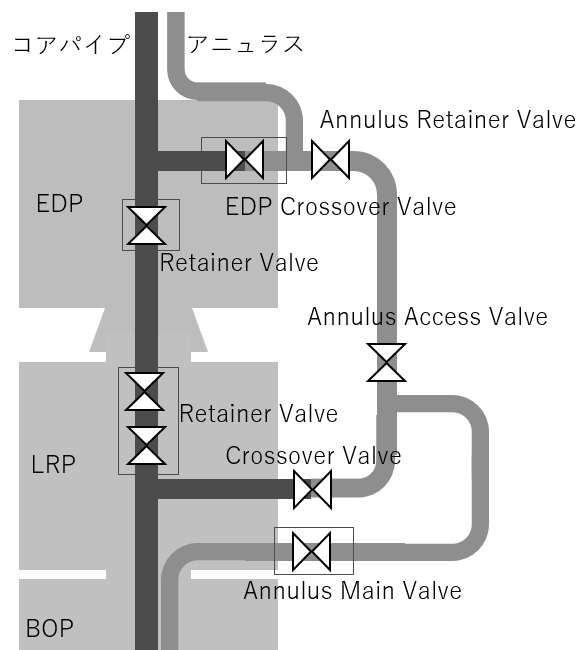 コアパイプ
アニュラス
Annulus Retainer Valve
EDP
EDP Crossover Valve
Retainer Valve
Annulus Access Valve
Retainer Valve
Crossover Valve
LRP
Annulus Main Valve
BOP